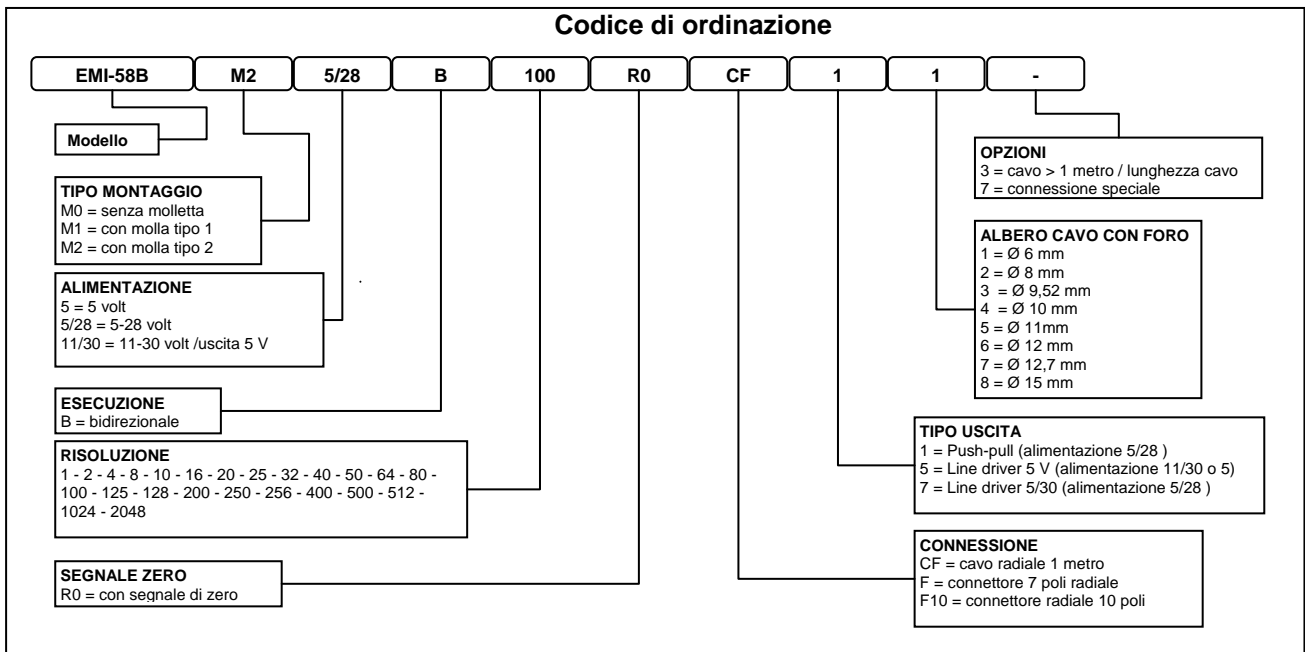 Codice di ordinazione
EMI-58B M2 5/28 B 100 R0 CF 1 1 -
Modello
TIPO MONTAGGIO
M0 = senza molletta
M1 = con molla tipo 1
M2 = con molla tipo 2
ALIMENTAZIONE
5 = 5 volt
5/28 = 5-28 volt
11/30 = 11-30 volt /uscita 5 V
.
ESECUZIONE
B = bidirezionale
RISOLUZIONE
1 - 2 - 4 - 8 - 10 - 16 - 20 - 25 - 32 - 40 - 50 - 64 - 80 -
100 - 125 - 128 - 200 - 250 - 256 - 400 - 500 - 512 -
1024 - 2048
SEGNALE ZERO
R0 = con segnale di zero
OPZIONI
3 = cavo > 1 metro / lunghezza cavo
7 = connessione speciale
ALBERO CAVO CON FORO
1 = Ø 6 mm
2 = Ø 8 mm
3 = Ø 9,52 mm
4 = Ø 10 mm
5 = Ø 11mm
6 = Ø 12 mm
7 = Ø 12,7 mm
8 = Ø 15 mm
TIPO USCITA
1 = Push-pull (alimentazione 5/28 )
5 = Line driver 5 V (alimentazione 11/30 o 5)
7 = Line driver 5/30 (alimentazione 5/28 )
CONNESSIONE
CF = cavo radiale 1 metro
F = connettore 7 poli radiale
F10 = connettore radiale 10 poli